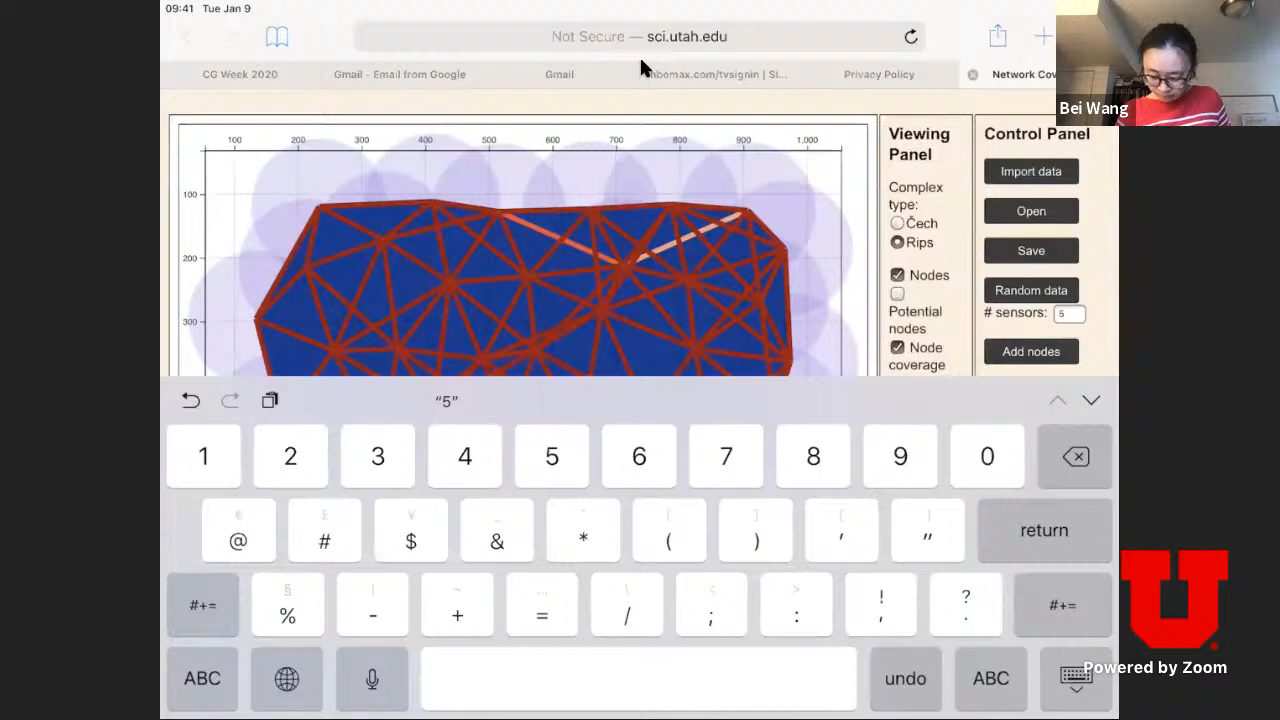 09:41 Tue Jan 9
Not Secure — sci.utah.edu
CG Week 2020
Gmail - Email from Google
Gmail
hbomax.com/tvsignin | Si...
Privacy Policy
Network Cov
Bei Wang
100 200 300 400 500 600 700 800 900 1,000
100
200
300
Viewing
Panel
Complex
type:
Čech
Rips
Nodes
Potential
nodes
Node
coverage
Control Panel
Import data
Open
Save
Random data
# sensors: 5
Add nodes
“5”
1 2 3 4 5 6 7 8 9 0
@ # $ & * ( ) ' " return
#+= % - + = / ; : ! , ? . #+=
ABC undo ABC
U
Powered by Zoom